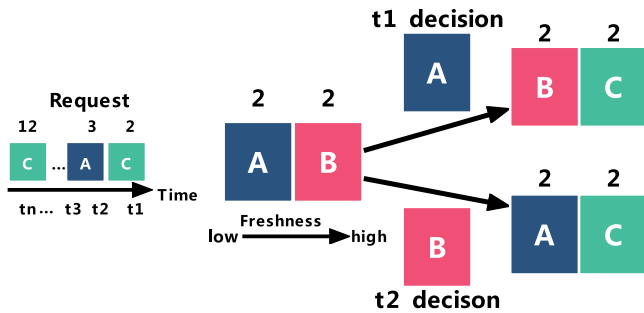 Request
12 3 2
C ... A C
Time
tn... t3 t2 t1
2 2
A B
Freshness
low high
t1 decision
A
B
t2 decison
2 2
B C
2 2
A C